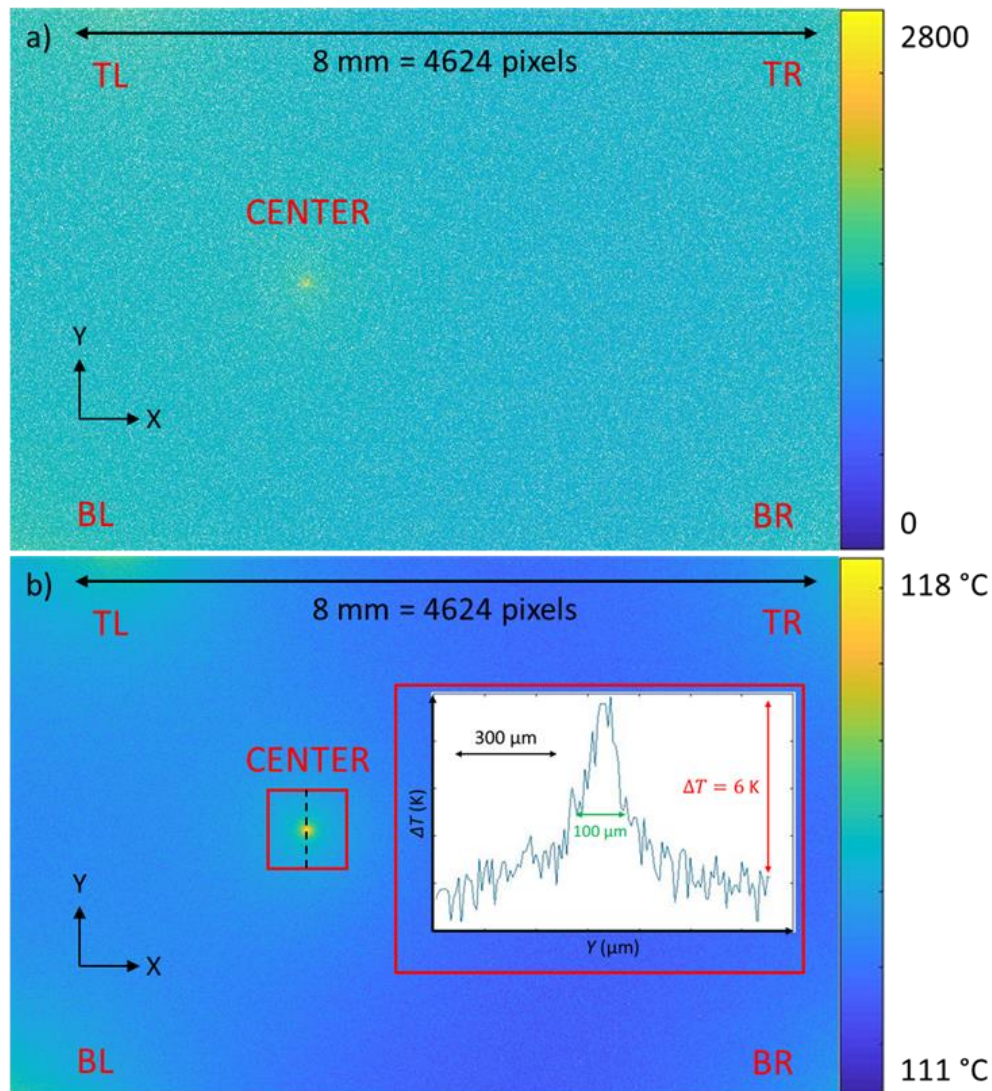 a)
8 mm = 4624 pixels
TL
TR
CENTER
Y
X
BL
BR
2800
0
b)
8 mm = 4624 pixels
TL
TR
CENTER
Y
X
BL
BR
300 µm
ΔT = 6 K
100 µm
ΔT (K)
Y (µm)
118 °C
111 °C